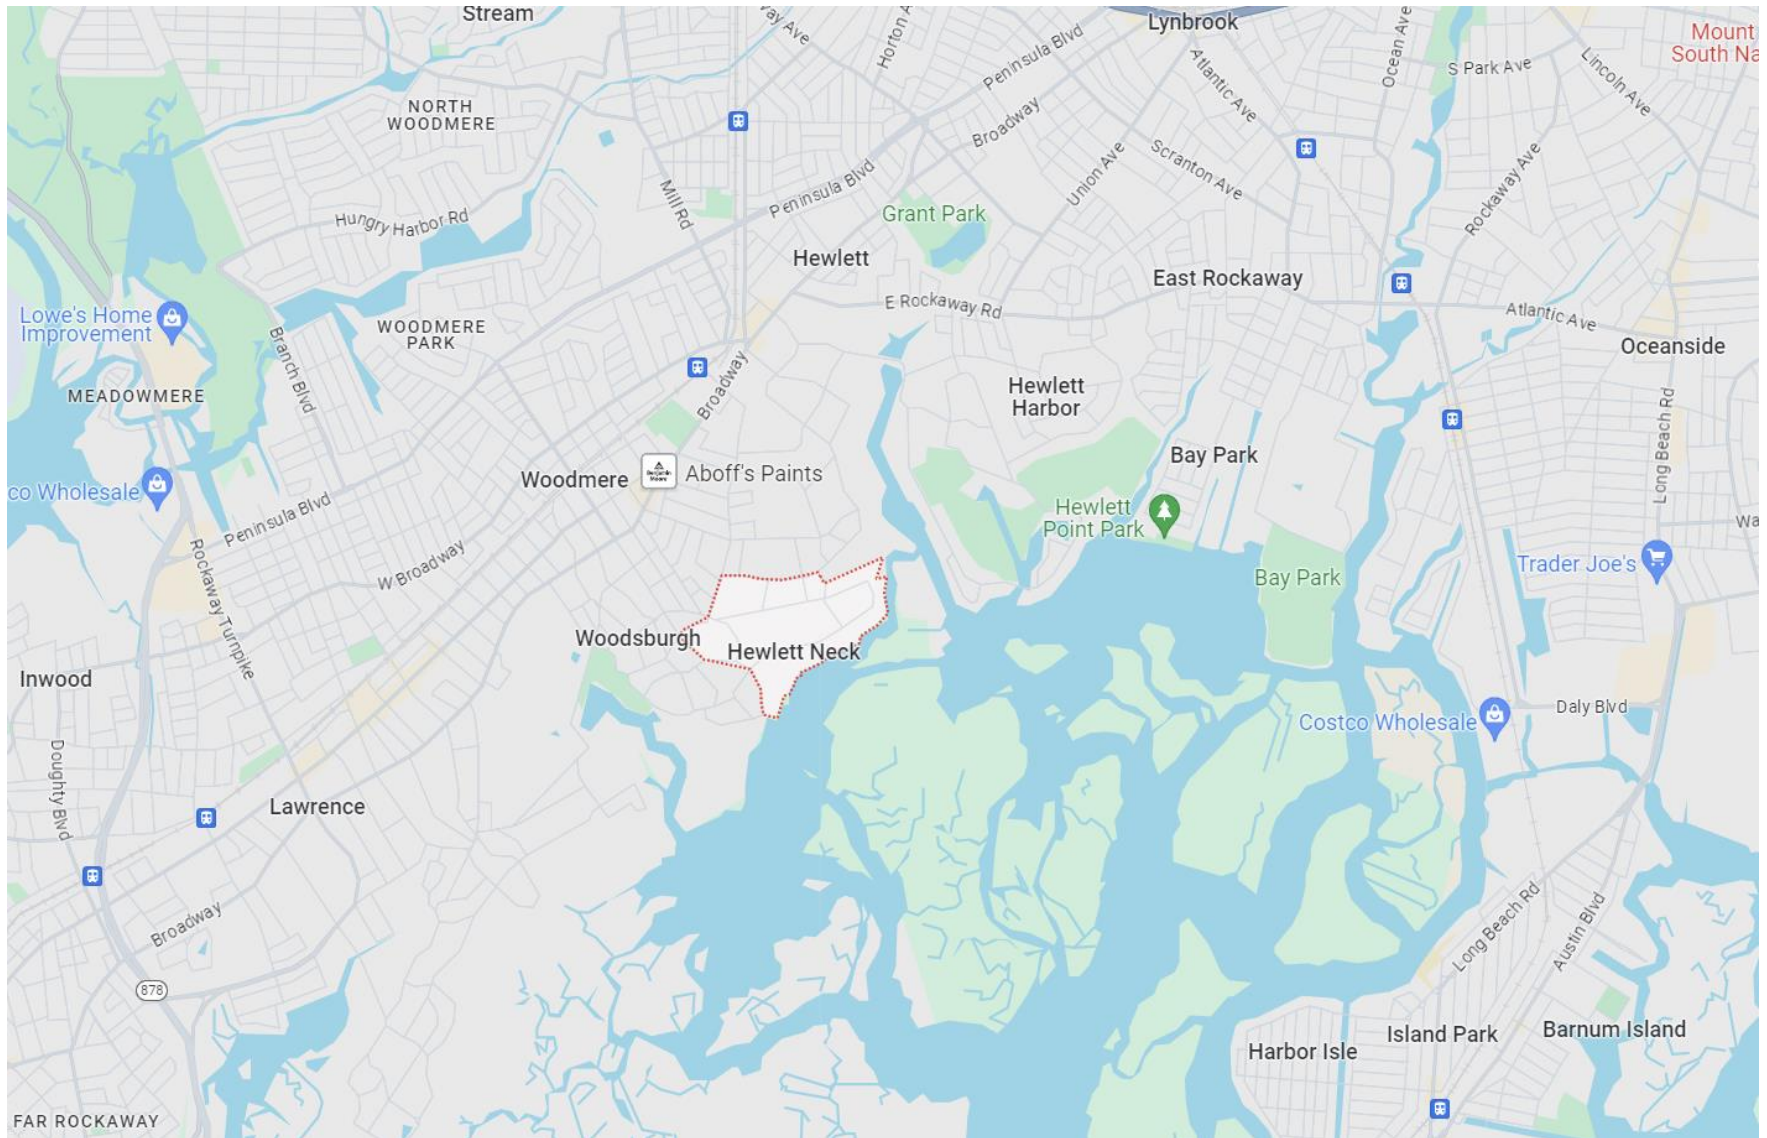 Stream
Lynbrook
Mount
South Na
way Ave
Horton A
Peninsula Blvd
Atlantic Ave
Ocean Ave
S Park Ave
Lincoln Ave
NORTH
WOODMERE
Broadway
Mill Rd
Peninsula Blvd
Union Ave
Scranton Ave
Rockaway Ave
Hungry Harbor Rd
Grant Park
Hewlett
East Rockaway
Lowe's Home
Improvement
WOODMERE
PARK
E Rockaway Rd
Atlantic Ave
Oceanside
Branch Blvd
MEADOWMERE
Broadway
Hewlett
Harbor
Long Beach Rd
Bay Park
Woodmere
Aboff's Paints
co Wholesale
Peninsula Blvd
Hewlett
Point Park
Wa
W Broadway
Rockaway Turnpike
Bay Park
Trader Joe's
Woodsburgh
Hewlett Neck
Inwood
Daly Blvd
Costco Wholesale
Doughty Blvd
Lawrence
Broadway
Long Beach Rd
Austin Blvd
878
Harbor Isle
Island Park
Barnum Island
FAR ROCKAWAY